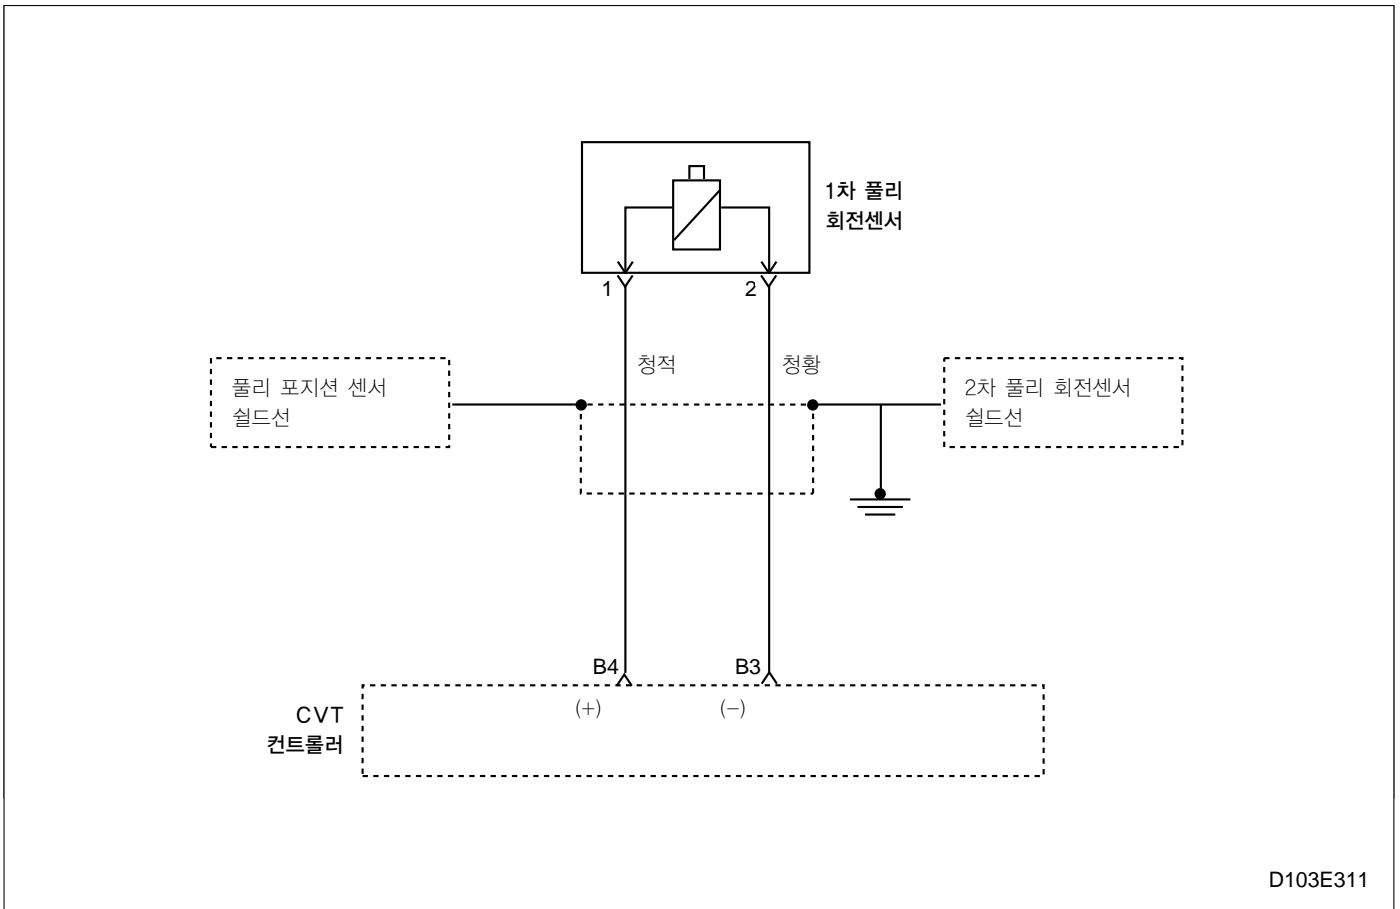 1차 풀리
회전센서
1
2
청적
청황
풀리 포지션 센서
쉴드선
2차 풀리 회전센서
쉴드선
B4
B3
(+)
(−)
CVT
컨트롤러
D103E311